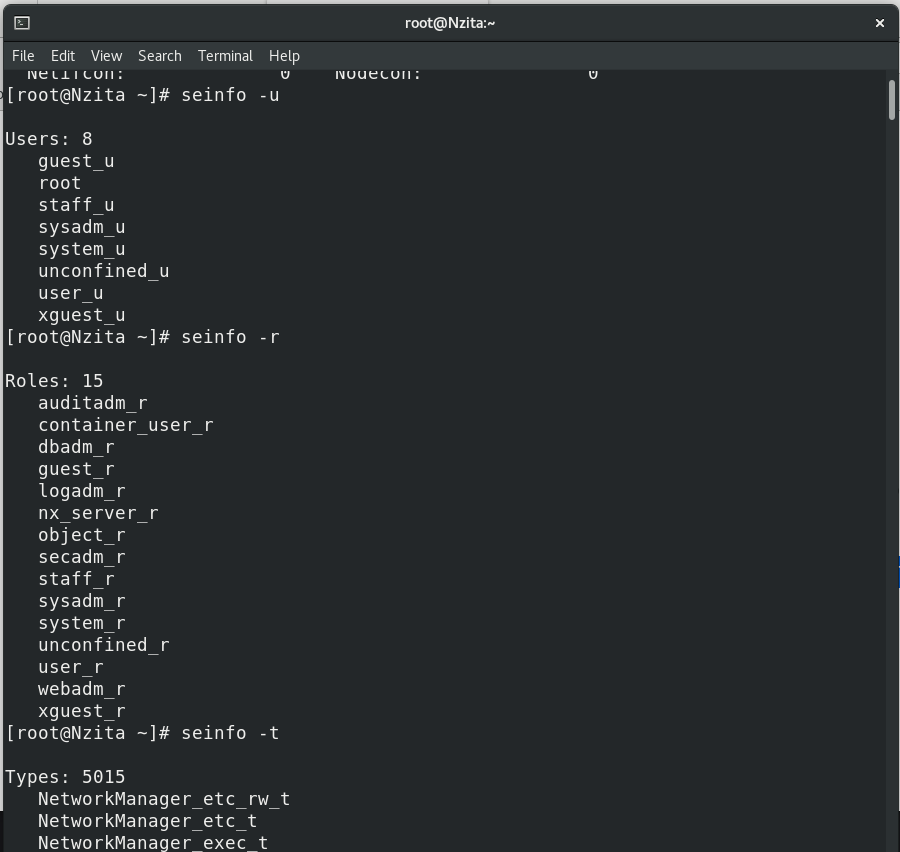 root@Nzita:~
File Edit View Search Terminal Help
Netifcon: 0 Nodecon: 0
[root@Nzita ~]# seinfo -u
Users: 8
guest_u
root
staff_u
sysadm_u
system_u
unconfined_u
user_u
xguest_u
[root@Nzita ~]# seinfo -r
Roles: 15
auditadm_r
container_user_r
dbadm_r
guest_r
logadm_r
nx_server_r
object_r
secadm_r
staff_r
sysadm_r
system_r
unconfined_r
user_r
webadm_r
xguest_r
[root@Nzita ~]# seinfo -t
Types: 5015
NetworkManager_etc_rw_t
NetworkManager_etc_t
NetworkManager_exec_t